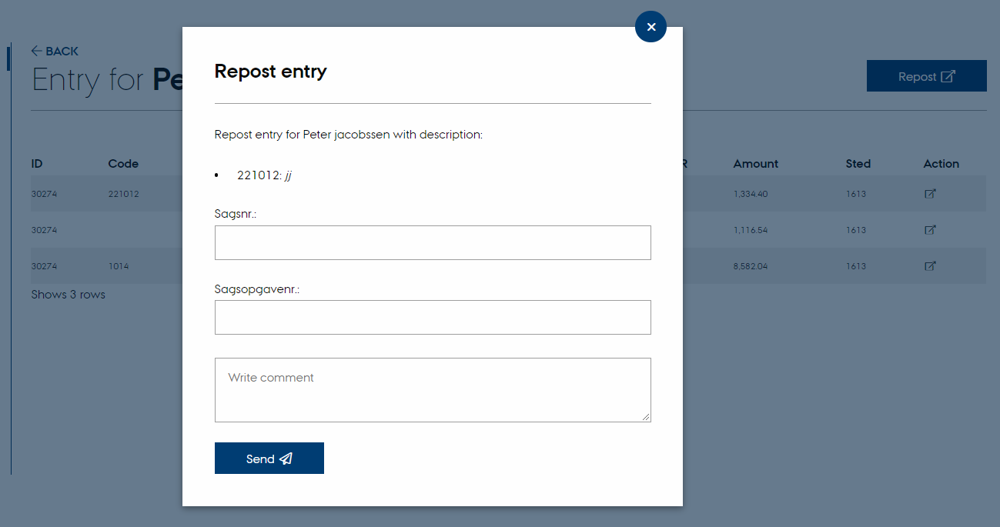 BACK
Entry for Pe
Repost
ID Code R Amount Sted Action
30274 221012 1,334.40 1613
30274 1,116.54 1613
30274 1014 8,582.04 1613
Shows 3 rows
Repost entry
Repost entry for Peter jacobssen with description:
• 221012: jj
Sagsnr.:
Sagsopgavenr.:
Write comment
Send